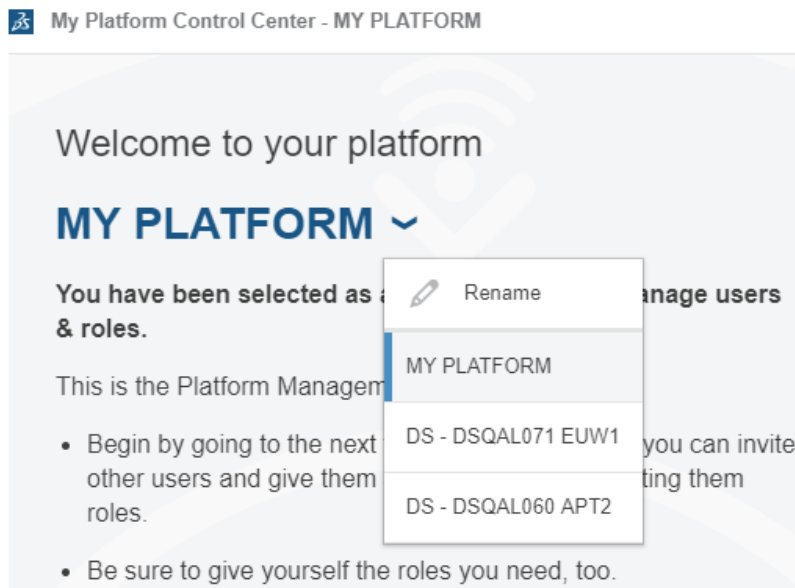 My Platform Control Center - MY PLATFORM
Welcome to your platform
MY PLATFORM
Rename
MY PLATFORM
DS - DSQAL071 EUW1
DS - DSQAL060 APT2
You have been selected as a anage users
& roles.
This is the Platform Managem
• Begin by going to the next you can invite
other users and give them ting them
roles.
• Be sure to give yourself the roles you need, too.